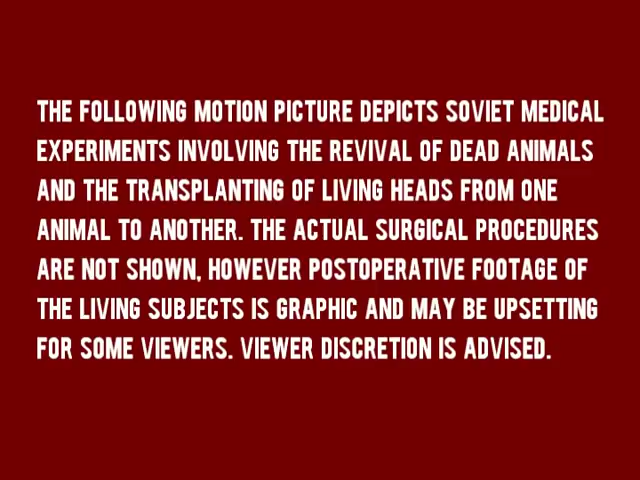 THE FOLLOWING MOTION PICTURE DEPICTS SOVIET MEDICAL
EXPERIMENTS INVOLVING THE REVIVAL OF DEAD ANIMALS
AND THE TRANSPLANTING OF LIVING HEADS FROM ONE
ANIMAL TO ANOTHER. THE ACTUAL SURGICAL PROCEDURES
ARE NOT SHOWN, HOWEVER POSTOPERATIVE FOOTAGE OF
THE LIVING SUBJECTS IS GRAPHIC AND MAY BE UPSETTING
FOR SOME VIEWERS. VIEWER DISCRETION IS ADVISED.